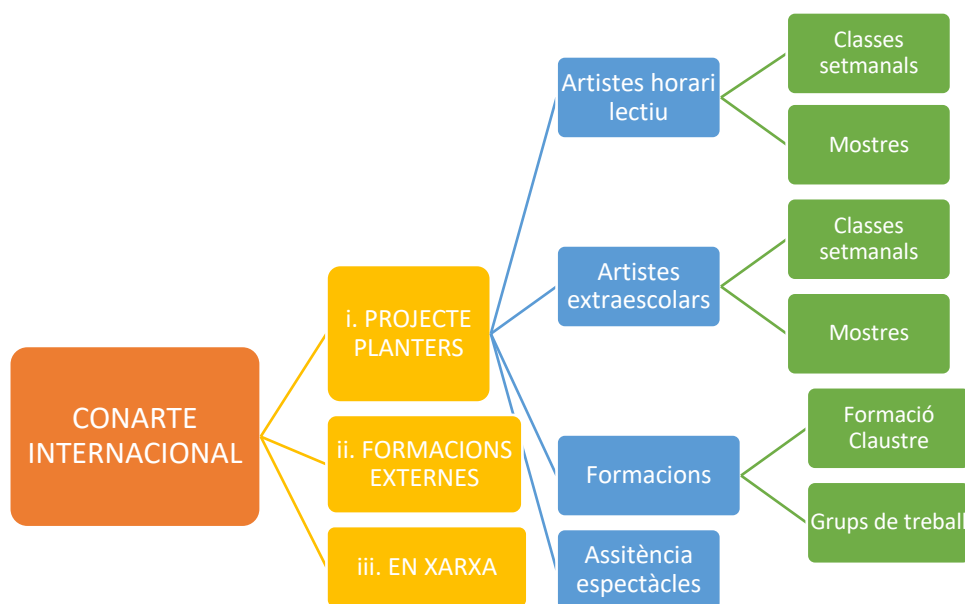 CONARTE
INTERNACIONAL
i. PROJECTE
PLANTERS
ii. FORMACIONS
EXTERNES
iii. EN XARXA
Artistes horari
lectiu
Artistes
extraescolars
Formacions
Assitència
espectàcles
Classes
setmanals
Mostres
Classes
setmanals
Mostres
Formació
Claustre
Grups de treball